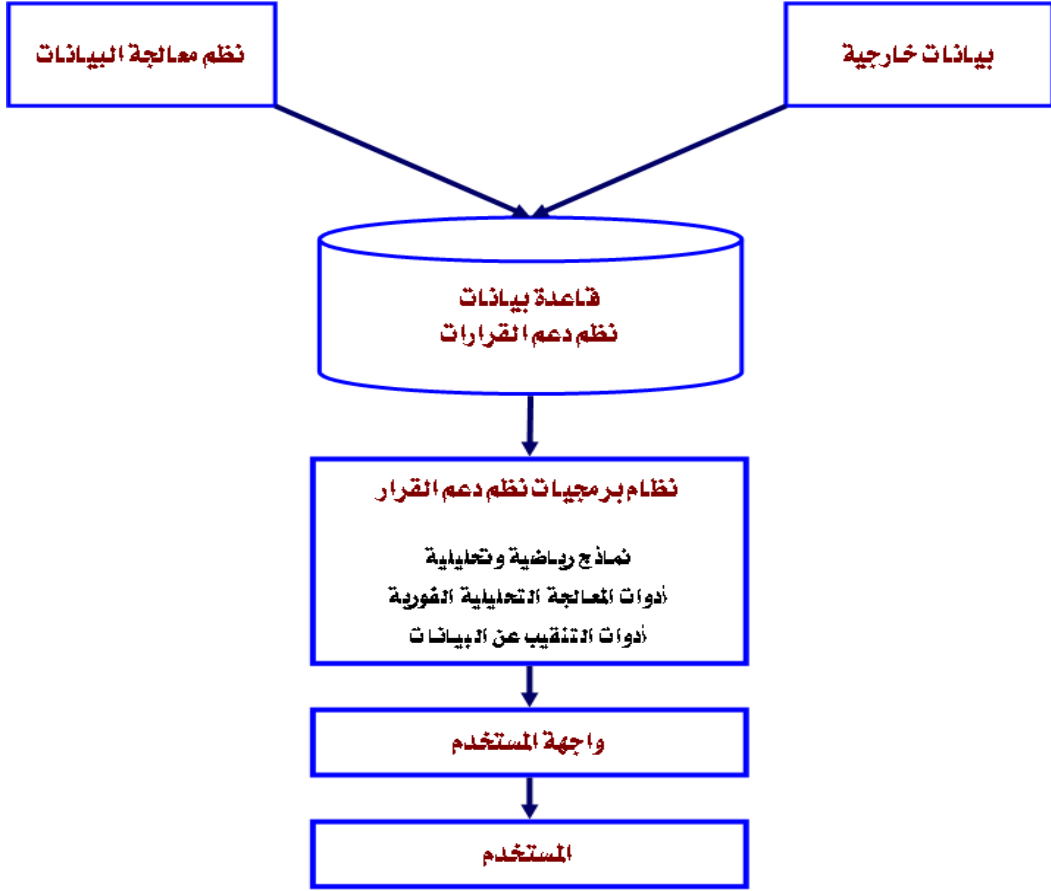 بيانات خارجية
نظم معالجة البيانات
قاعدة بيانات
نظم دعم القرارات
نظام برمجيات نظم دعم القرار
نماذج رياضية وتحليلية
أدوات المعالجة التحليلية الفورية
أدوات التنقيب عن البيانات
واجهة المستخدم
المستخدم